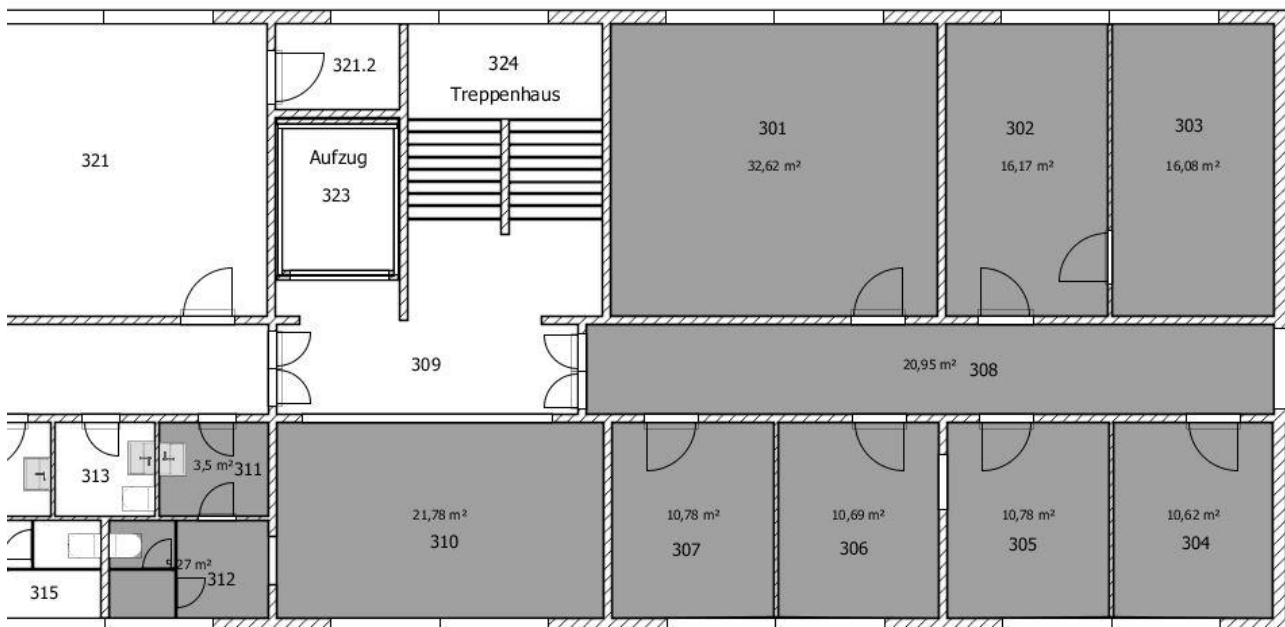 321.2
324
Treppenhaus
301
32,62 m²
302
16,17 m²
303
16,08 m²
321
Aufzug
323
309
20,95 m² 308
313
3,5 m² 311
21,78 m²
310
10,78 m²
307
10,69 m²
306
10,78 m²
305
10,62 m²
304
312
315